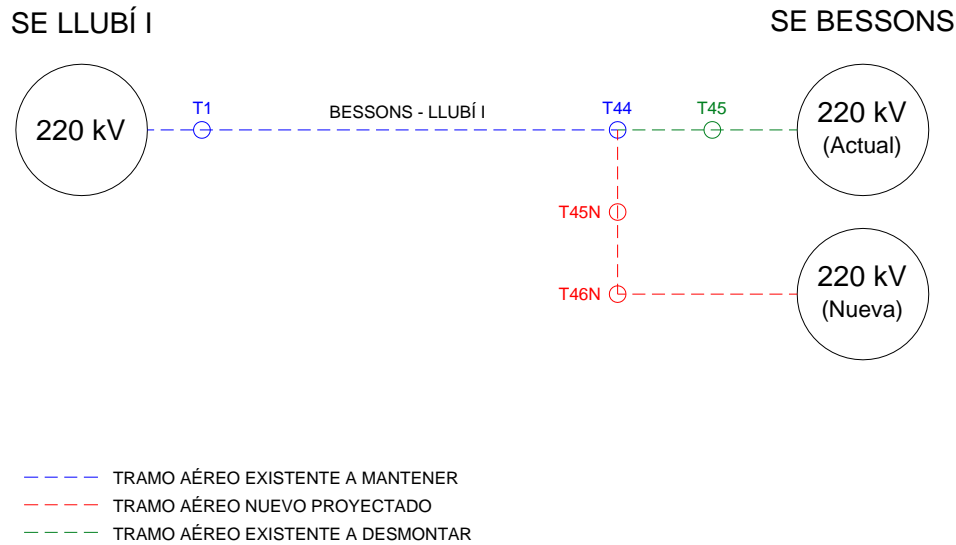 SE LLUBÍ I
SE BESSONS
220 kV
T1
BESSONS - LLUBÍ I
T44
T45
220 kV
(Actual)
T45N
T46N
220 kV
(Nueva)
TRAMO AÉREO EXISTENTE A MANTENER
TRAMO AÉREO NUEVO PROYECTADO
TRAMO AÉREO EXISTENTE A DESMONTAR